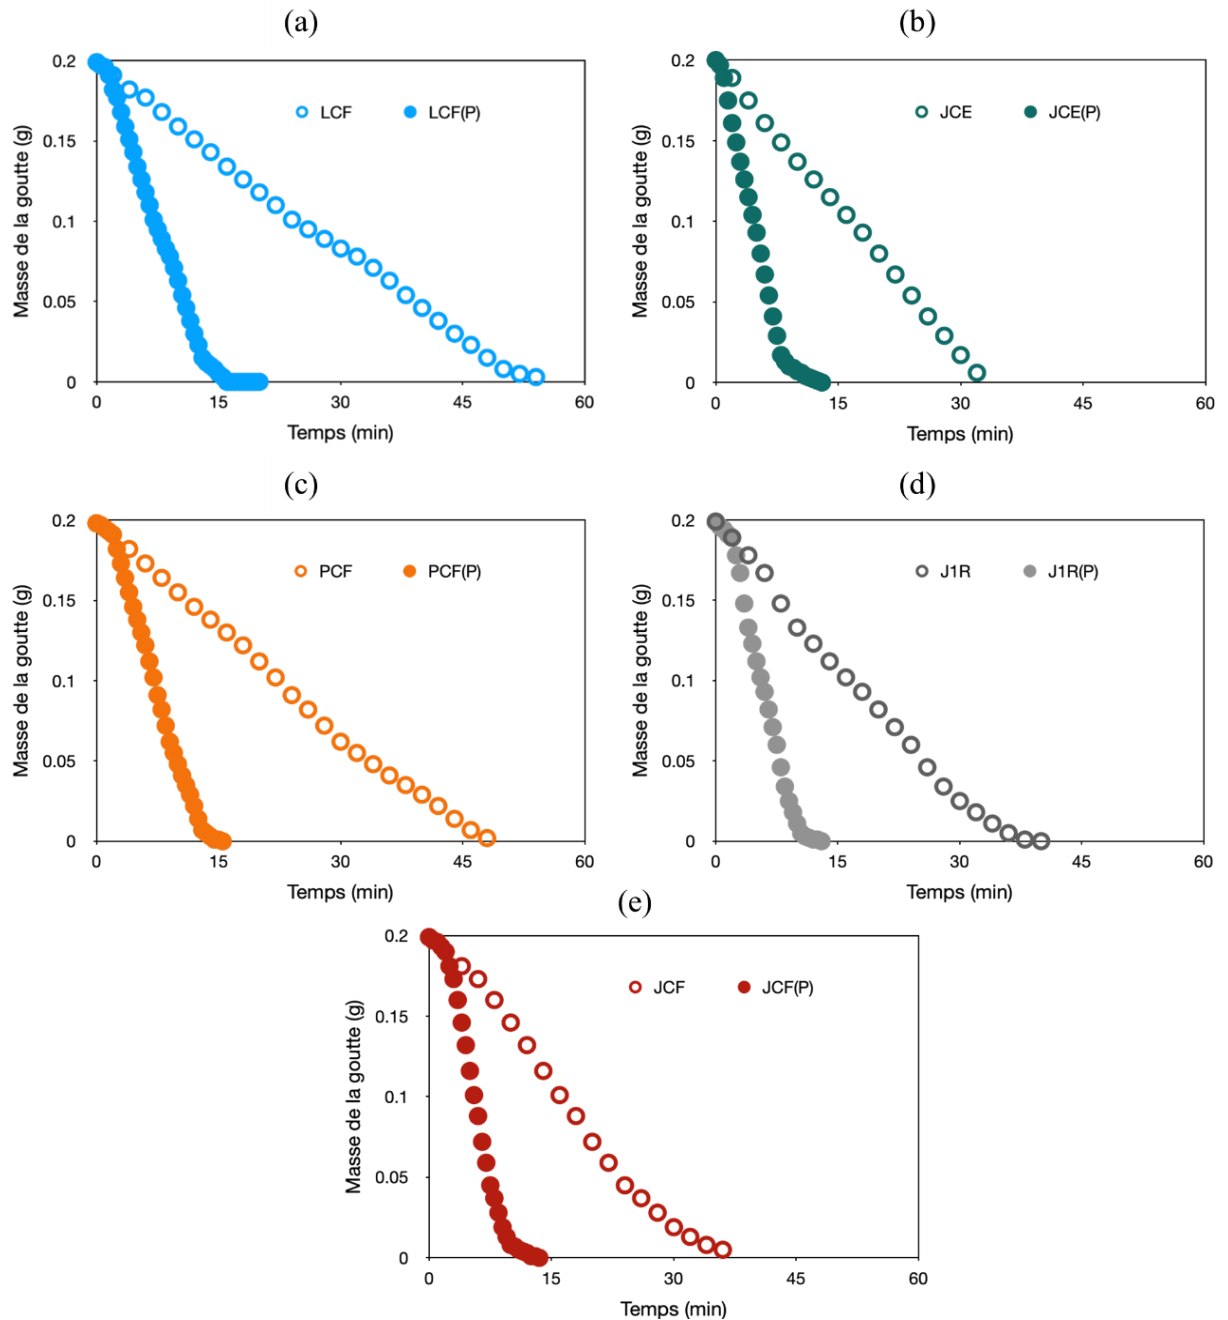 (a)
0.2
0.15
0.1
0.05
0
Masse de la goutte (g)
LCF LCF(P)
0 15 30 45 60
Temps (min)
(b)
0.2
0.15
0.1
0.05
0
Masse de la goutte (g)
JCE JCE(P)
0 15 30 45 60
Temps (min)
(c)
0.2
0.15
0.1
0.05
0
Masse de la goutte (g)
PCF PCF(P)
0 15 30 45 60
Temps (min)
(d)
0.2
0.15
0.1
0.05
0
Masse de la goutte (g)
J1R J1R(P)
0 15 30 45 60
Temps (min)
(e)
0.2
0.15
0.1
0.05
0
Masse de la goutte (g)
JCF JCF(P)
0 15 30 45 60
Temps (min)